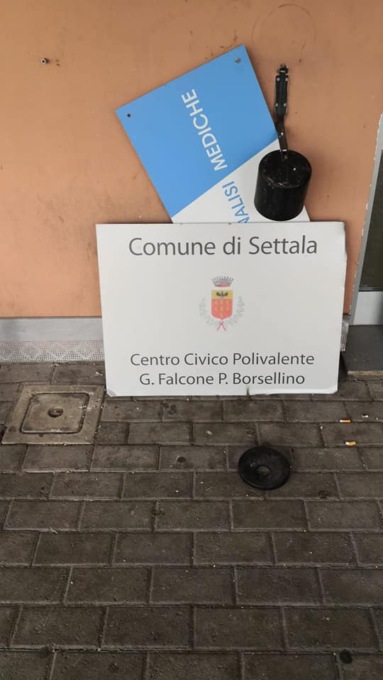 ANALISI MEDICHE
Comune di Settala
Centro Civico Polivalente
G. Falcone P. Borsellino